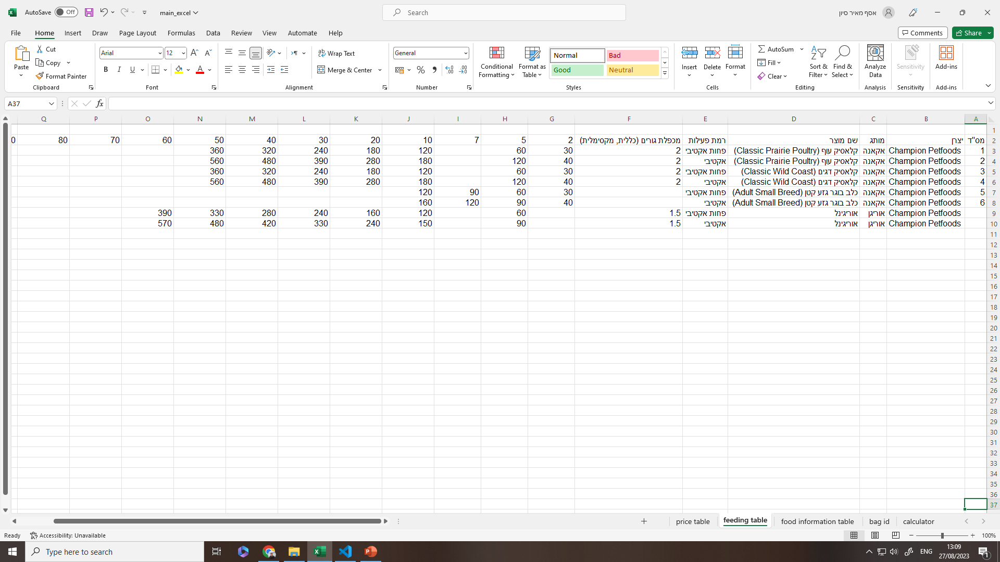 AutoSave Off main_excel Search אסף מאיר סיון
File Home Insert Draw Page Layout Formulas Data Review View Automate Help Comments Share
Paste Cut Copy Format Painter Clipboard
Arial 12 B I U Font
Wrap Text Merge & Center Alignment
General % Number
Conditional Formatting Format as Table Normal Bad Good Neutral Styles
Insert Delete Format Cells
AutoSum Fill Clear Sort & Filter Find & Select Editing
Analyze Data Analysis Sensitivity Sensitivity Add-ins Add-ins
A37 fx
A B C D E F G H I J K L M N O P Q
1
2 מס"ד יצרן מותג שם מוצר רמת פעילות מכפלת גורים (כללית, מקסימלית) 2 5 7 10 20 30 40 50 60 70 80 0
3 1 Champion Petfoods אקאנה קלאסיק עוף (Classic Prairie Poultry) פחות אקטיבי 2 30 60 120 180 240 320 360
4 2 Champion Petfoods אקאנה קלאסיק עוף (Classic Prairie Poultry) אקטיבי 2 40 120 180 280 390 480 560
5 3 Champion Petfoods אקאנה קלאסיק דגים (Classic Wild Coast) פחות אקטיבי 2 30 60 120 180 240 320 360
6 4 Champion Petfoods אקאנה קלאסיק דגים (Classic Wild Coast) אקטיבי 2 40 120 180 280 390 480 560
7 5 Champion Petfoods אקאנה כלב בוגר גזע קטן (Adult Small Breed) פחות אקטיבי 30 60 90 120
8 6 Champion Petfoods אקאנה כלב בוגר גזע קטן (Adult Small Breed) אקטיבי 40 90 120 160
9 Champion Petfoods אוריג'ן אוריגינל פחות אקטיבי 1.5 60 120 160 240 280 330 390
10 Champion Petfoods אוריג'ן אוריגינל אקטיבי 1.5 90 150 240 330 420 480 570
11
12
13
14
15
16
17
18
19
20
21
22
23
24
25
26
27
28
29
30
31
32
33
34
35
36
37
price table feeding table food information table bag id calculator
Ready Accessibility: Unavailable 100%
Type here to search ENG 13:09
27/08/2023 1